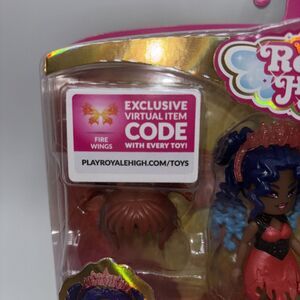 EXCLUSIVE
VIRTUAL ITEM
CODE
WITH EVERY TOY!
FIRE
WINGS
PLAYROYALEHIGH.COM/TOYS